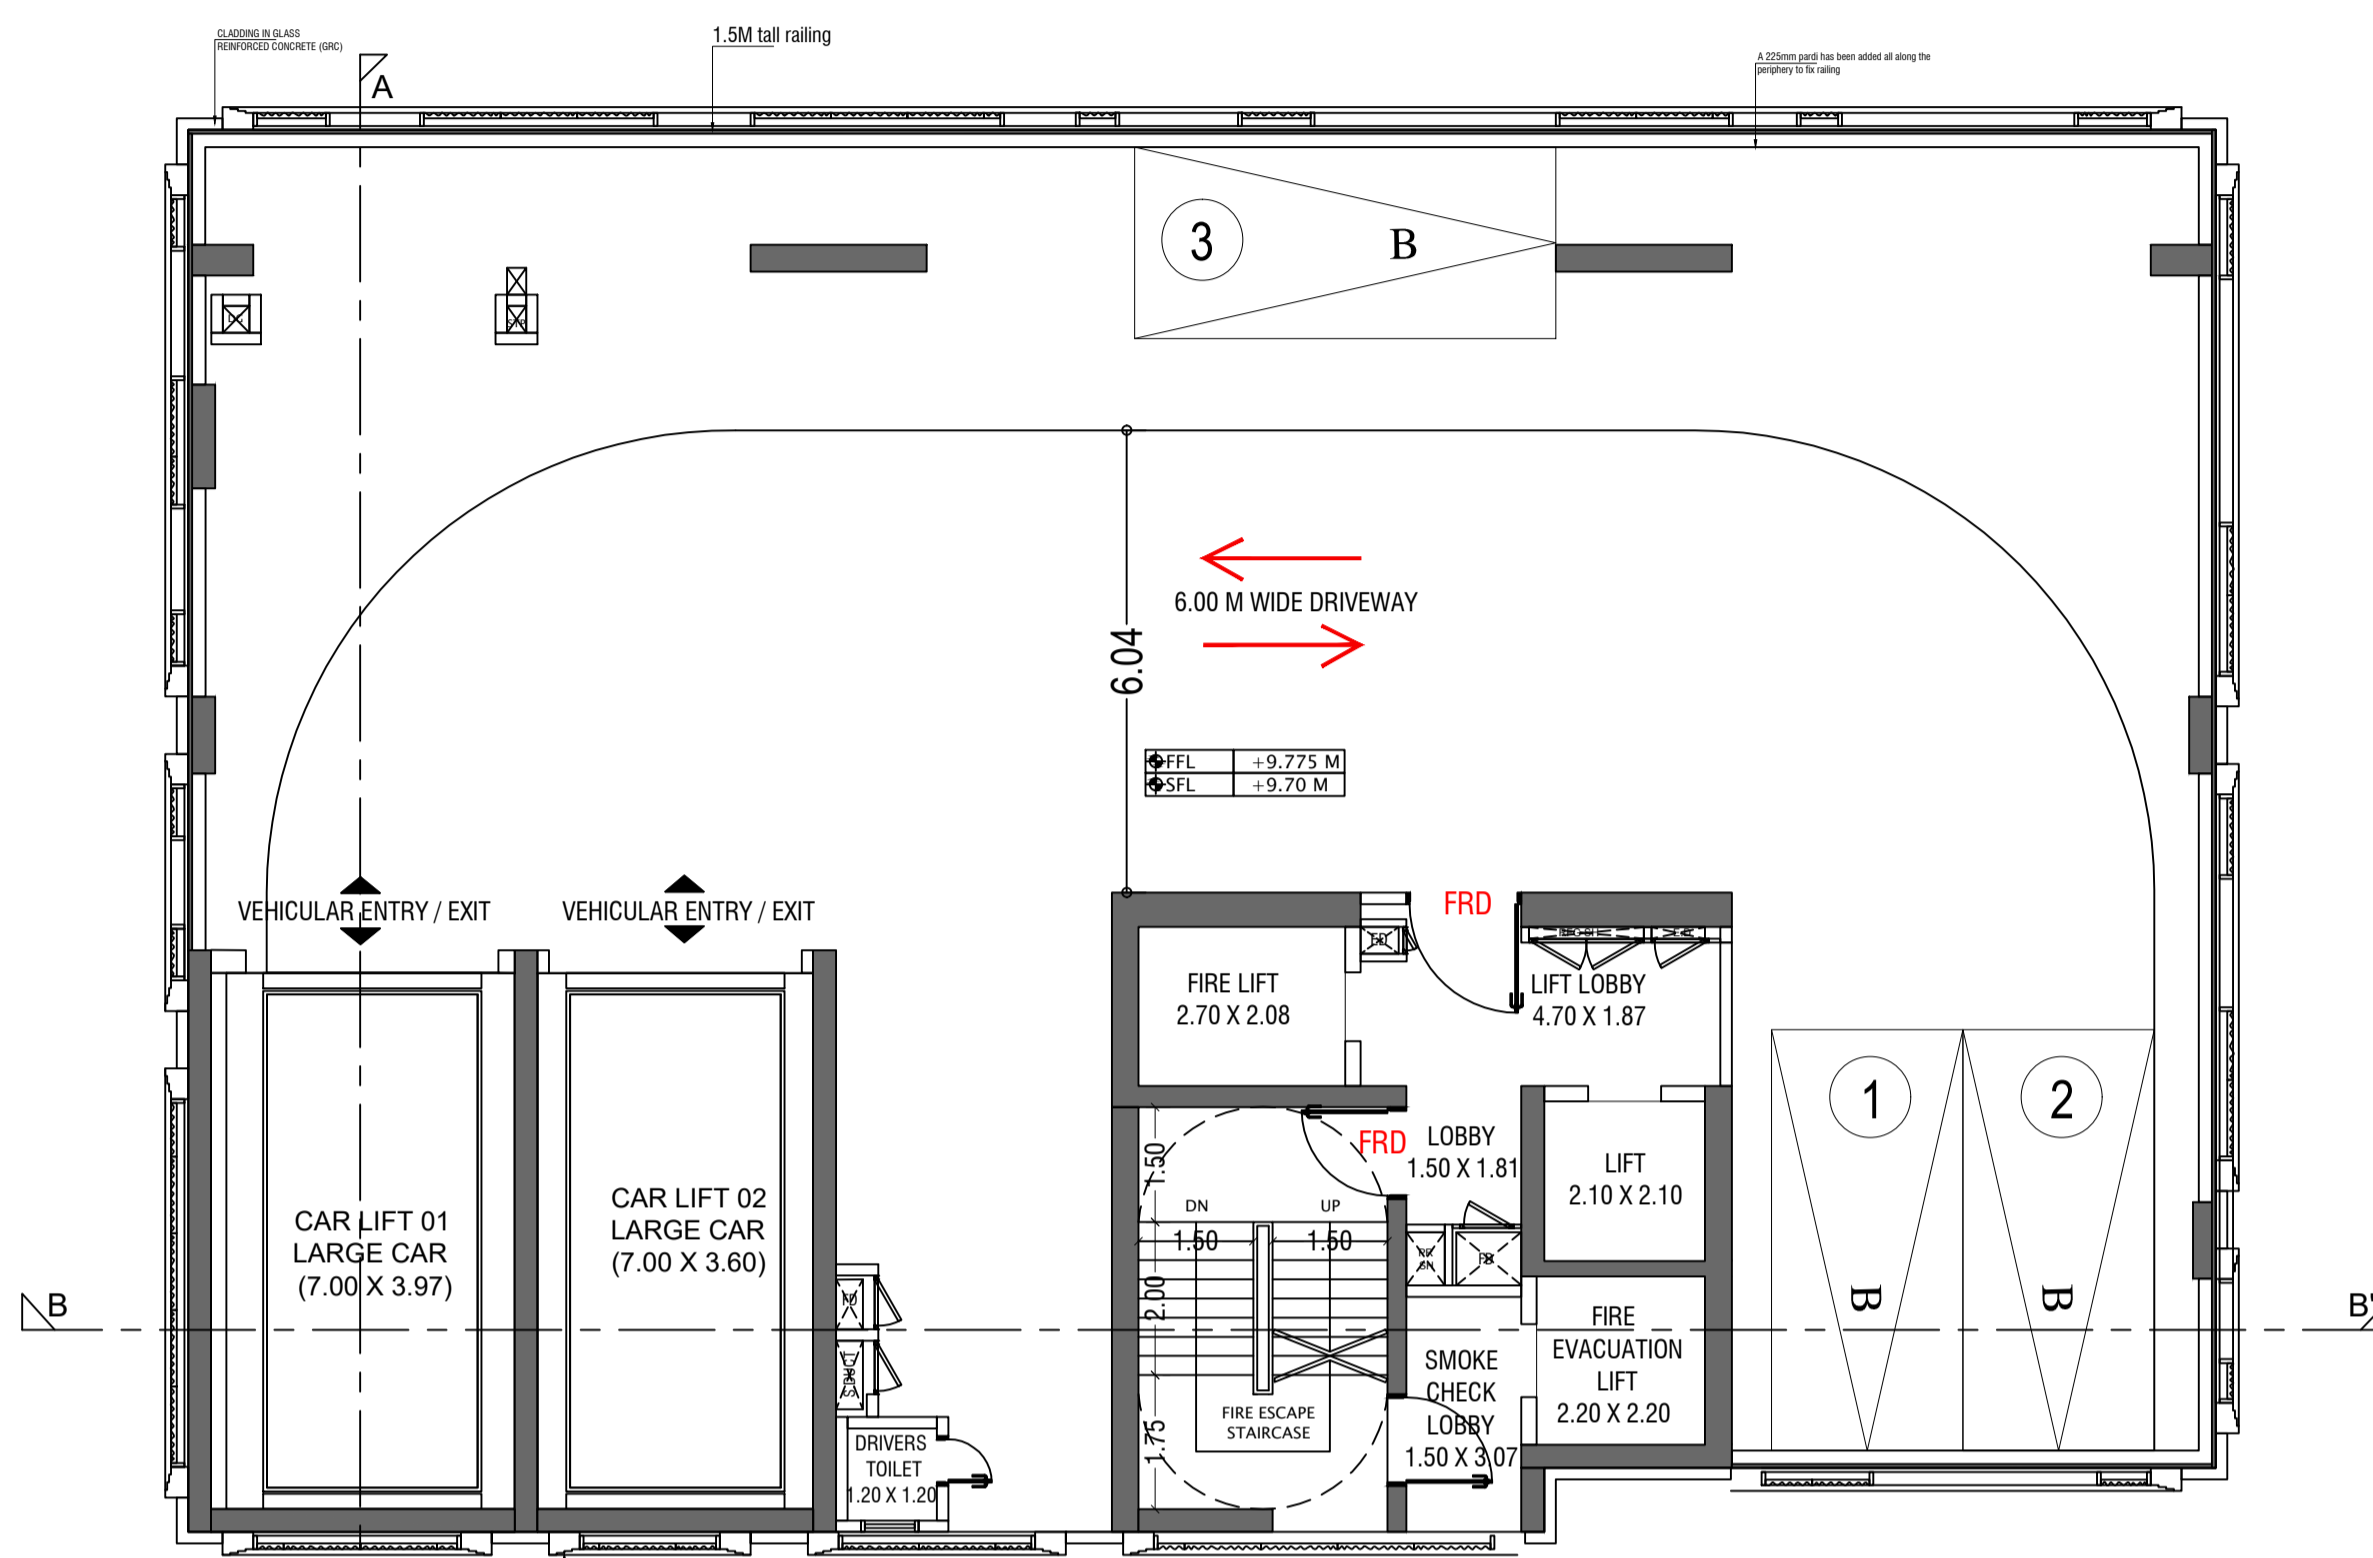 CLADDING IN GLASS
REINFORCED CONCRETE (GRC)
1.5M tall railing
A 225mm pardi has been added all along the
periphery to fix railing
A
3
B
STP
6.00 M WIDE DRIVEWAY
6.04
FFL +9.775 M
SFL +9.70 M
VEHICULAR ENTRY / EXIT
VEHICULAR ENTRY / EXIT
FRD
ED
FIRE LIFT
2.70 X 2.08
LIFT LOBBY
4.70 X 1.87
1
2
FRD
LOBBY
1.50 X 1.81
1.50
LIFT
2.10 X 2.10
DN
UP
1.50
1.50
CAR LIFT 01
LARGE CAR
(7.00 X 3.97)
CAR LIFT 02
LARGE CAR
(7.00 X 3.60)
FD
2.00
B
B
B
B'
FIRE
EVACUATION
LIFT
2.20 X 2.20
SMOKE
CHECK
LOBBY
1.50 X 3.07
FIRE ESCAPE
STAIRCASE
1.75
DRIVERS
TOILET
1.20 X 1.20